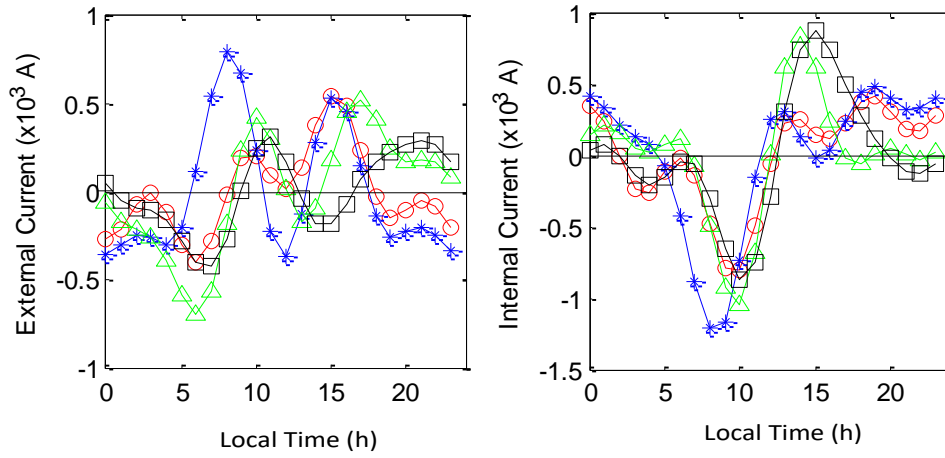 External Current (x10³ A)
1
0.5
0
-0.5
-1
0 5 10 15 20
Local Time (h)
Internal Current (x10³ A)
1
0.5
0
-0.5
-1
-1.5
0 5 10 15 20
Local Time (h)